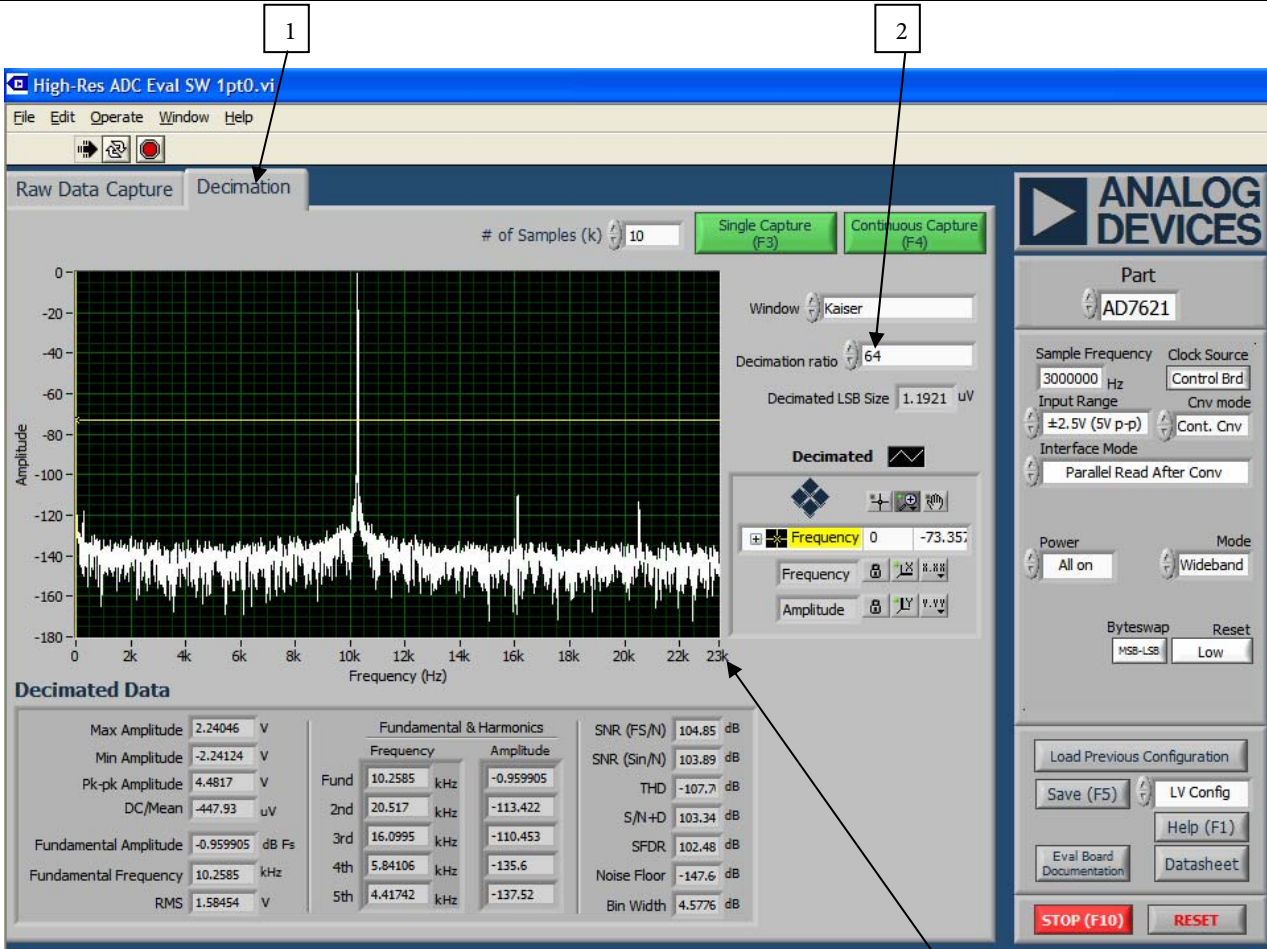 1
2
High-Res ADC Eval SW 1pt0.vi
File Edit Operate Window Help
Raw Data Capture
Decimation
# of Samples (k) 10
Single Capture
(F3)
Continuous Capture
(F4)
Amplitude
0
-20
-40
-60
-80
-100
-120
-140
-160
-180
0 2k 4k 6k 8k 10k 12k 14k 16k 18k 20k 22k 23k
Frequency (Hz)
Window Kaiser
Decimation ratio 64
Decimated LSB Size 1.1921 uV
Decimated
Frequency 0 -73.357
Frequency X X.XX
Amplitude Y Y.YY
Decimated Data
Max Amplitude 2.24046 V
Min Amplitude -2.24124 V
Pk-pk Amplitude 4.4817 V
DC/Mean -447.93 uV
Fundamental Amplitude -0.959905 dB Fs
Fundamental Frequency 10.2585 kHz
RMS 1.58454 V
Fundamental & Harmonics
Frequency Amplitude
Fund 10.2585 kHz -0.959905
2nd 20.517 kHz -113.422
3rd 16.0995 kHz -110.453
4th 5.84106 kHz -135.6
5th 4.41742 kHz -137.52
SNR (FS/N) 104.85 dB
SNR (Sin/N) 103.89 dB
THD -107.7 dB
S/N+D 103.34 dB
SFDR 102.48 dB
Noise Floor -147.6 dB
Bin Width 4.5776 dB
ANALOG
DEVICES
Part
AD7621
Sample Frequency Clock Source
3000000 Hz Control Brd
Input Range Cnv mode
±2.5V (5V p-p) Cont. Cnv
Interface Mode
Parallel Read After Conv
Power Mode
All on Wideband
Byteswap Reset
MSB-LSB Low
Load Previous Configuration
Save (F5) LV Config
Help (F1)
Eval Board
Documentation
Datasheet
STOP (F10) RESET